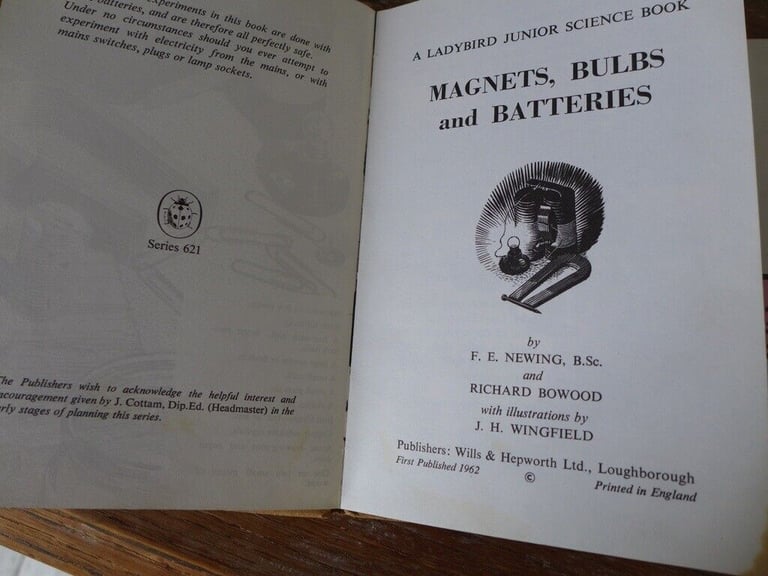 experiments in this book are done with
batteries, and are therefore all perfectly safe.
Under no circumstances should you ever attempt to
experiment with electricity from the mains, or with
mains switches, plugs or lamp sockets.
Series 621
The Publishers wish to acknowledge the helpful interest and
encouragement given by J. Cottam, Dip.Ed. (Headmaster) in the
early stages of planning this series.
A LADYBIRD JUNIOR SCIENCE BOOK
MAGNETS, BULBS
and BATTERIES
by
F. E. NEWING, B.Sc.
and
RICHARD BOWOOD
with illustrations by
J. H. WINGFIELD
Publishers: Wills & Hepworth Ltd., Loughborough
First Published 1962 © Printed in England